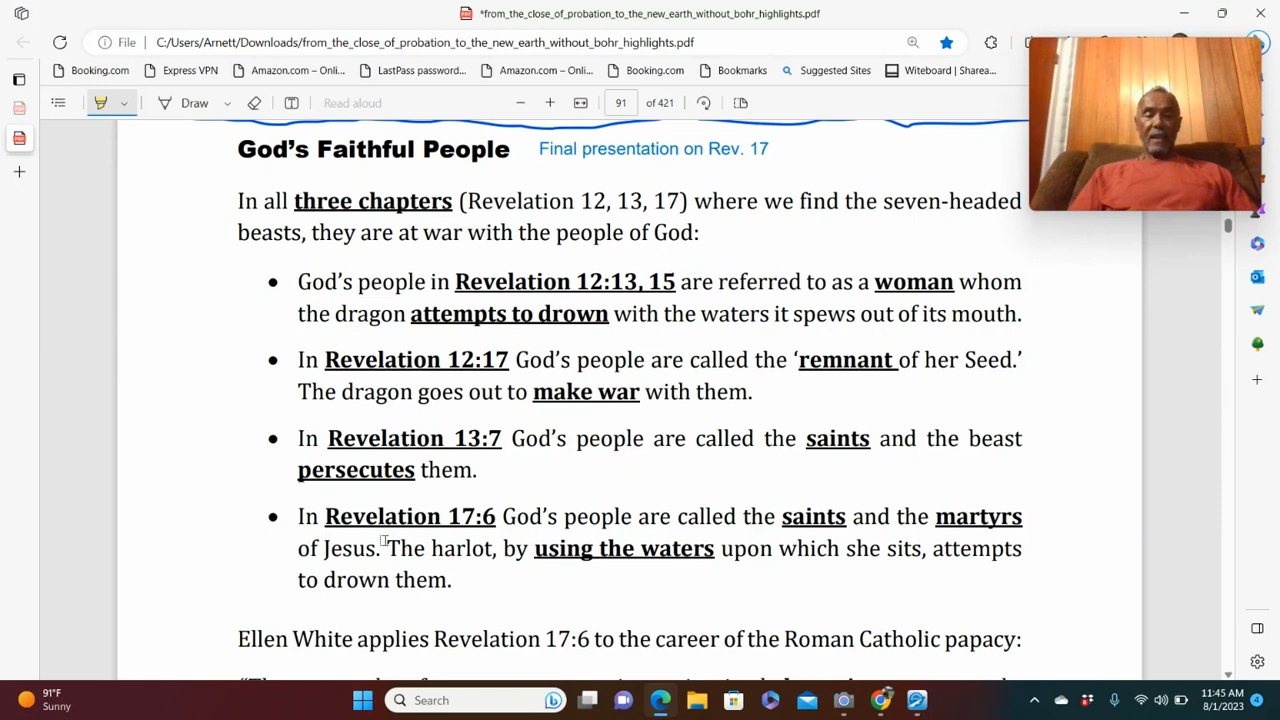 *from_the_close_of_probation_to_the_new_earth_without_bohr_highlights.pdf
File C:/Users/Arnett/Downloads/from_the_close_of_probation_to_the_new_earth_without_bohr_highlights.pdf
Booking.com Express VPN Amazon.com – Onli... LastPass password... Amazon.com – Onli... Booking.com Bookmarks Suggested Sites Witeboard | Sharea...
Draw Read aloud 91 of 421
God's Faithful People Final presentation on Rev. 17
In all three chapters (Revelation 12, 13, 17) where we find the seven-headed
beasts, they are at war with the people of God:
• God's people in Revelation 12:13, 15 are referred to as a woman whom
the dragon attempts to drown with the waters it spews out of its mouth.
• In Revelation 12:17 God's people are called the 'remnant of her Seed.'
The dragon goes out to make war with them.
• In Revelation 13:7 God's people are called the saints and the beast
persecutes them.
• In Revelation 17:6 God's people are called the saints and the martyrs
of Jesus. The harlot, by using the waters upon which she sits, attempts
to drown them.
Ellen White applies Revelation 17:6 to the career of the Roman Catholic papacy:
91°F
Sunny
Search
11:45 AM
8/1/2023
4